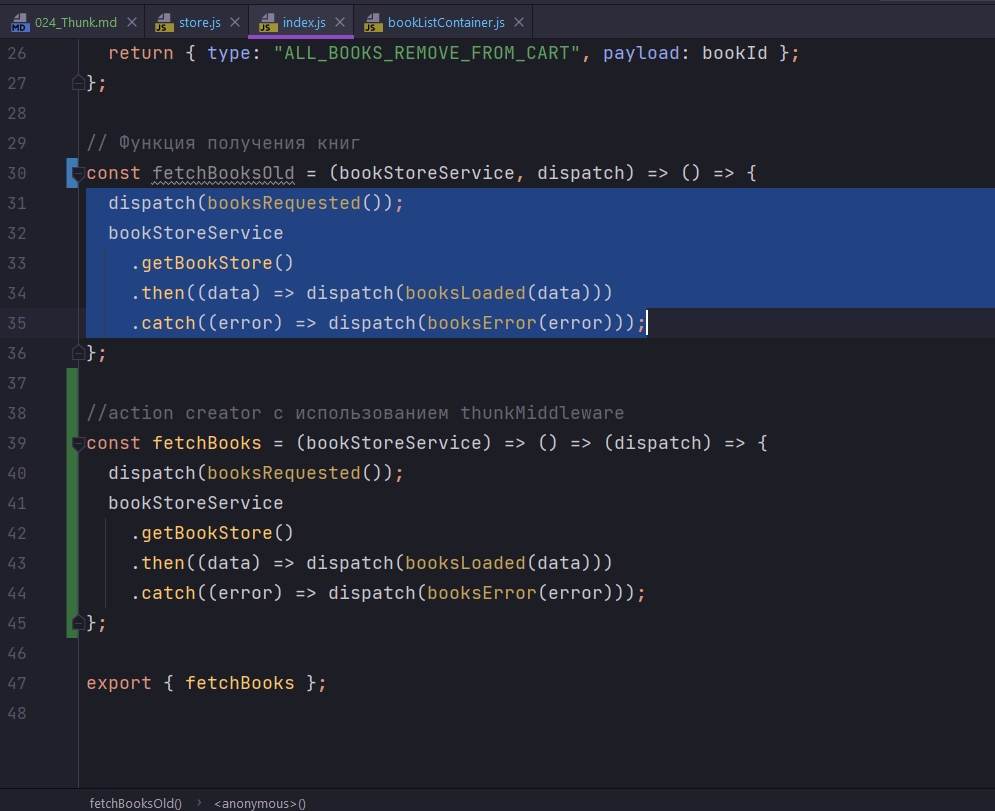 024_Thunk.md store.js index.js bookListContainer.js
26 return { type: "ALL_BOOKS_REMOVE_FROM_CART", payload: bookId };
27 };
28
29 // Функция получения книг
30 const fetchBooksOld = (bookStoreService, dispatch) => () => {
31 dispatch(booksRequested());
32 bookStoreService
33 .getBookStore()
34 .then((data) => dispatch(booksLoaded(data)))
35 .catch((error) => dispatch(booksError(error)));
36 };
37
38 //action creator с использованием thunkMiddleware
39 const fetchBooks = (bookStoreService) => () => (dispatch) => {
40 dispatch(booksRequested());
41 bookStoreService
42 .getBookStore()
43 .then((data) => dispatch(booksLoaded(data)))
44 .catch((error) => dispatch(booksError(error)));
45 };
46
47 export { fetchBooks };
48
fetchBooksOld() › <anonymous>()